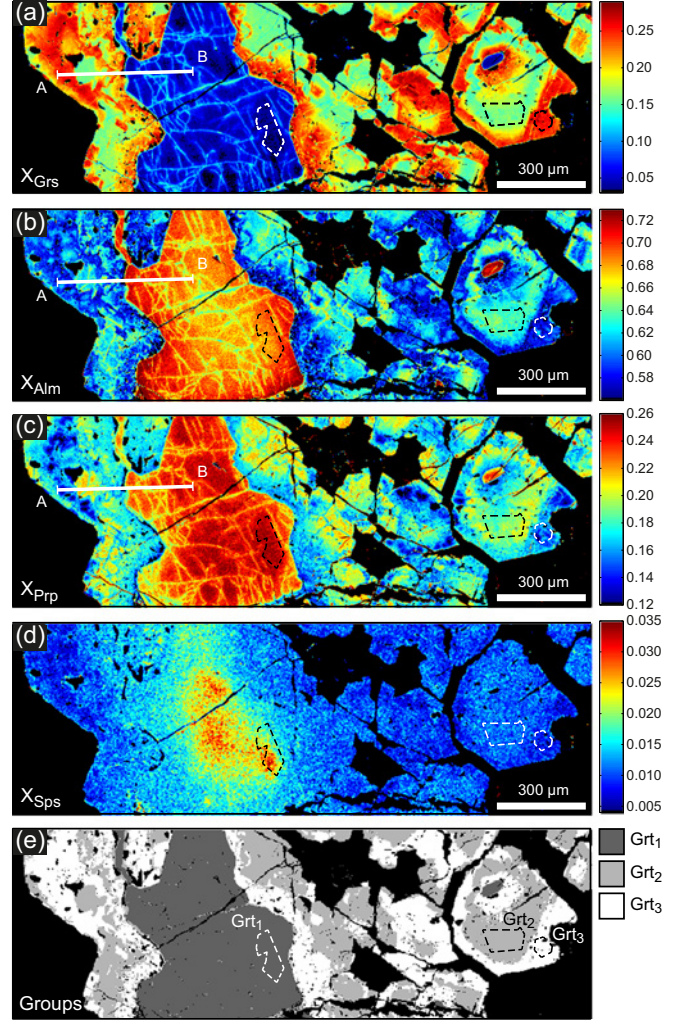 (a)
A
B
X_Grs
300 µm
0.25
0.20
0.15
0.10
0.05
(b)
A
B
X_Alm
300 µm
0.72
0.70
0.68
0.66
0.64
0.62
0.60
0.58
(c)
A
B
X_Prp
300 µm
0.26
0.24
0.22
0.20
0.18
0.16
0.14
0.12
(d)
X_Sps
300 µm
0.035
0.030
0.025
0.020
0.015
0.010
0.005
(e)
Grt1
Grt2
Grt3
Groups
Grt1
Grt2
Grt3